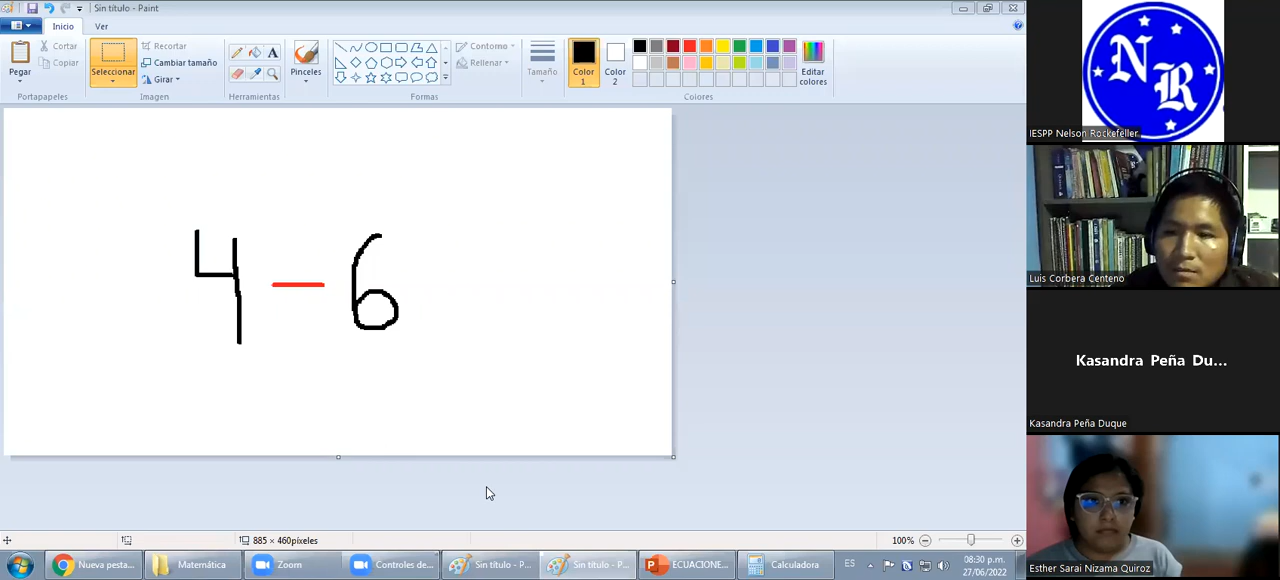 Sin título - Paint
Inicio Ver
Pegar
Cortar
Copiar
Portapapeles
Seleccionar
Recortar
Cambiar tamaño
Girar
Imagen
A
Herramientas
Pinceles
Contorno
Rellenar
Formas
Tamaño
Color 1
Color 2
Editar colores
Colores
4 - 6
885 × 460píxeles
100%
Nueva pesta...
Matemática
Zoom
Controles de...
Sin título - P...
Sin título - P...
ECUACIONE...
Calculadora
ES
08:30 p.m.
27/06/2022
NR
IESPP Nelson Rockefeller
Luis Corbera Centeno
Kasandra Peña Du...
Kasandra Peña Duque
Esther Sarai Nizama Quiroz